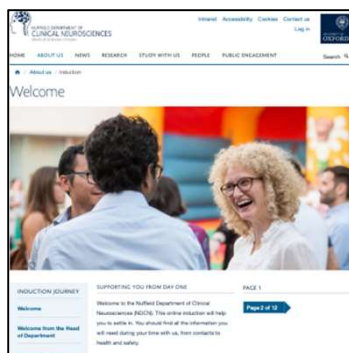 NUFFIELD DEPARTMENT OF
CLINICAL NEUROSCIENCES
Intranet Accessibility Cookies Contact us
Log in
UNIVERSITY OF
OXFORD
HOME ABOUT US NEWS RESEARCH STUDY WITH US PEOPLE PUBLIC ENGAGEMENT Search
About us / Induction
Welcome
INDUCTION JOURNEY
Welcome
Welcome from the Head
of Department
SUPPORTING YOU FROM DAY ONE
Welcome to the Nuffield Department of Clinical
Neurosciences (NDCN). This online induction will help
you to settle in. You should find all the information you
will need during your time with us, from contacts to
health and safety.
PAGE 1
Page 2 of 12